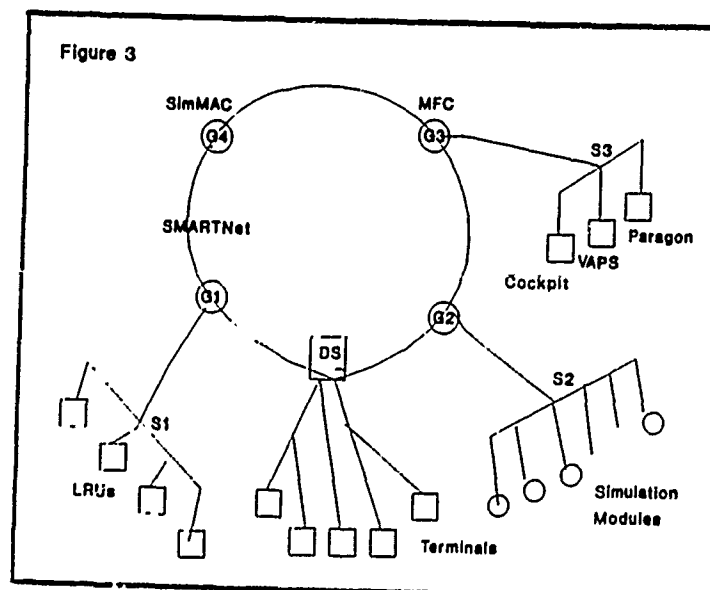 Figure 3
SimMAC
MFC
G4
G3
S3
SMARTNet
Paragon
VAPS
Cockpit
G1
G2
DS
S2
S1
LRUs
Simulation
Modules
Terminals